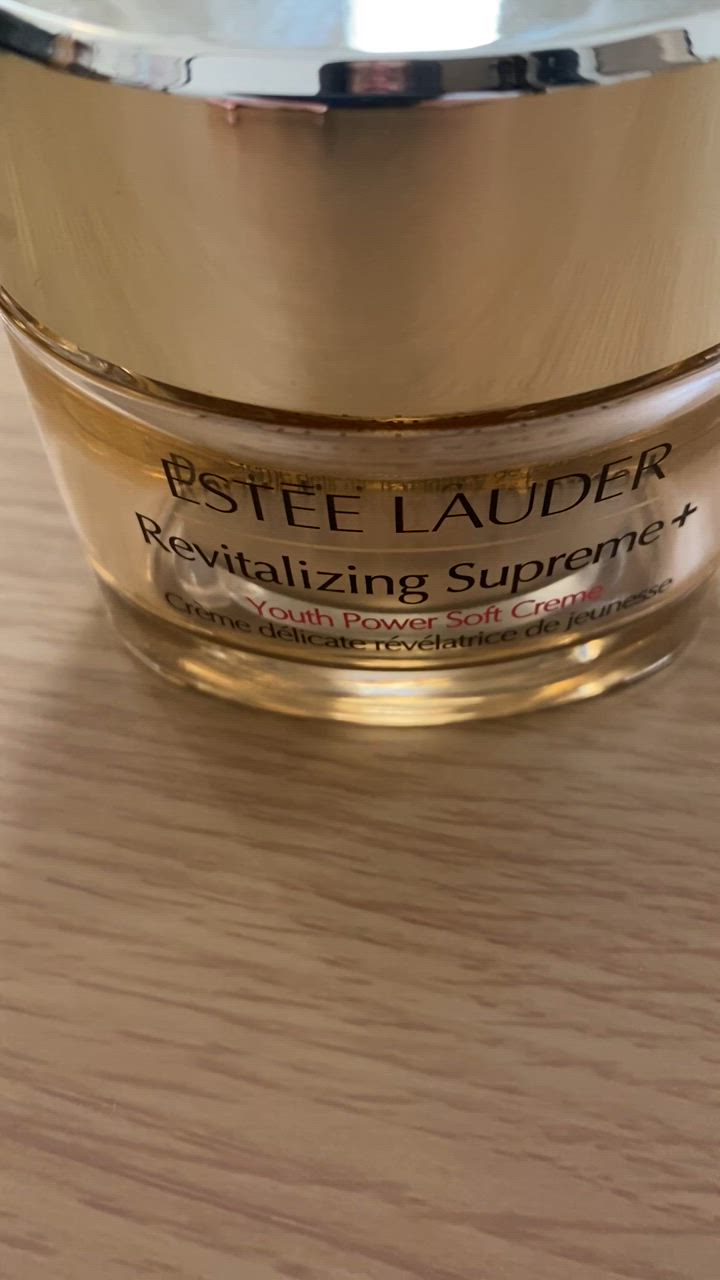 ESTĒE LAUDER
Revitalizing Supreme+
Youth Power Soft Creme
Crème délicate révélatrice de jeunesse